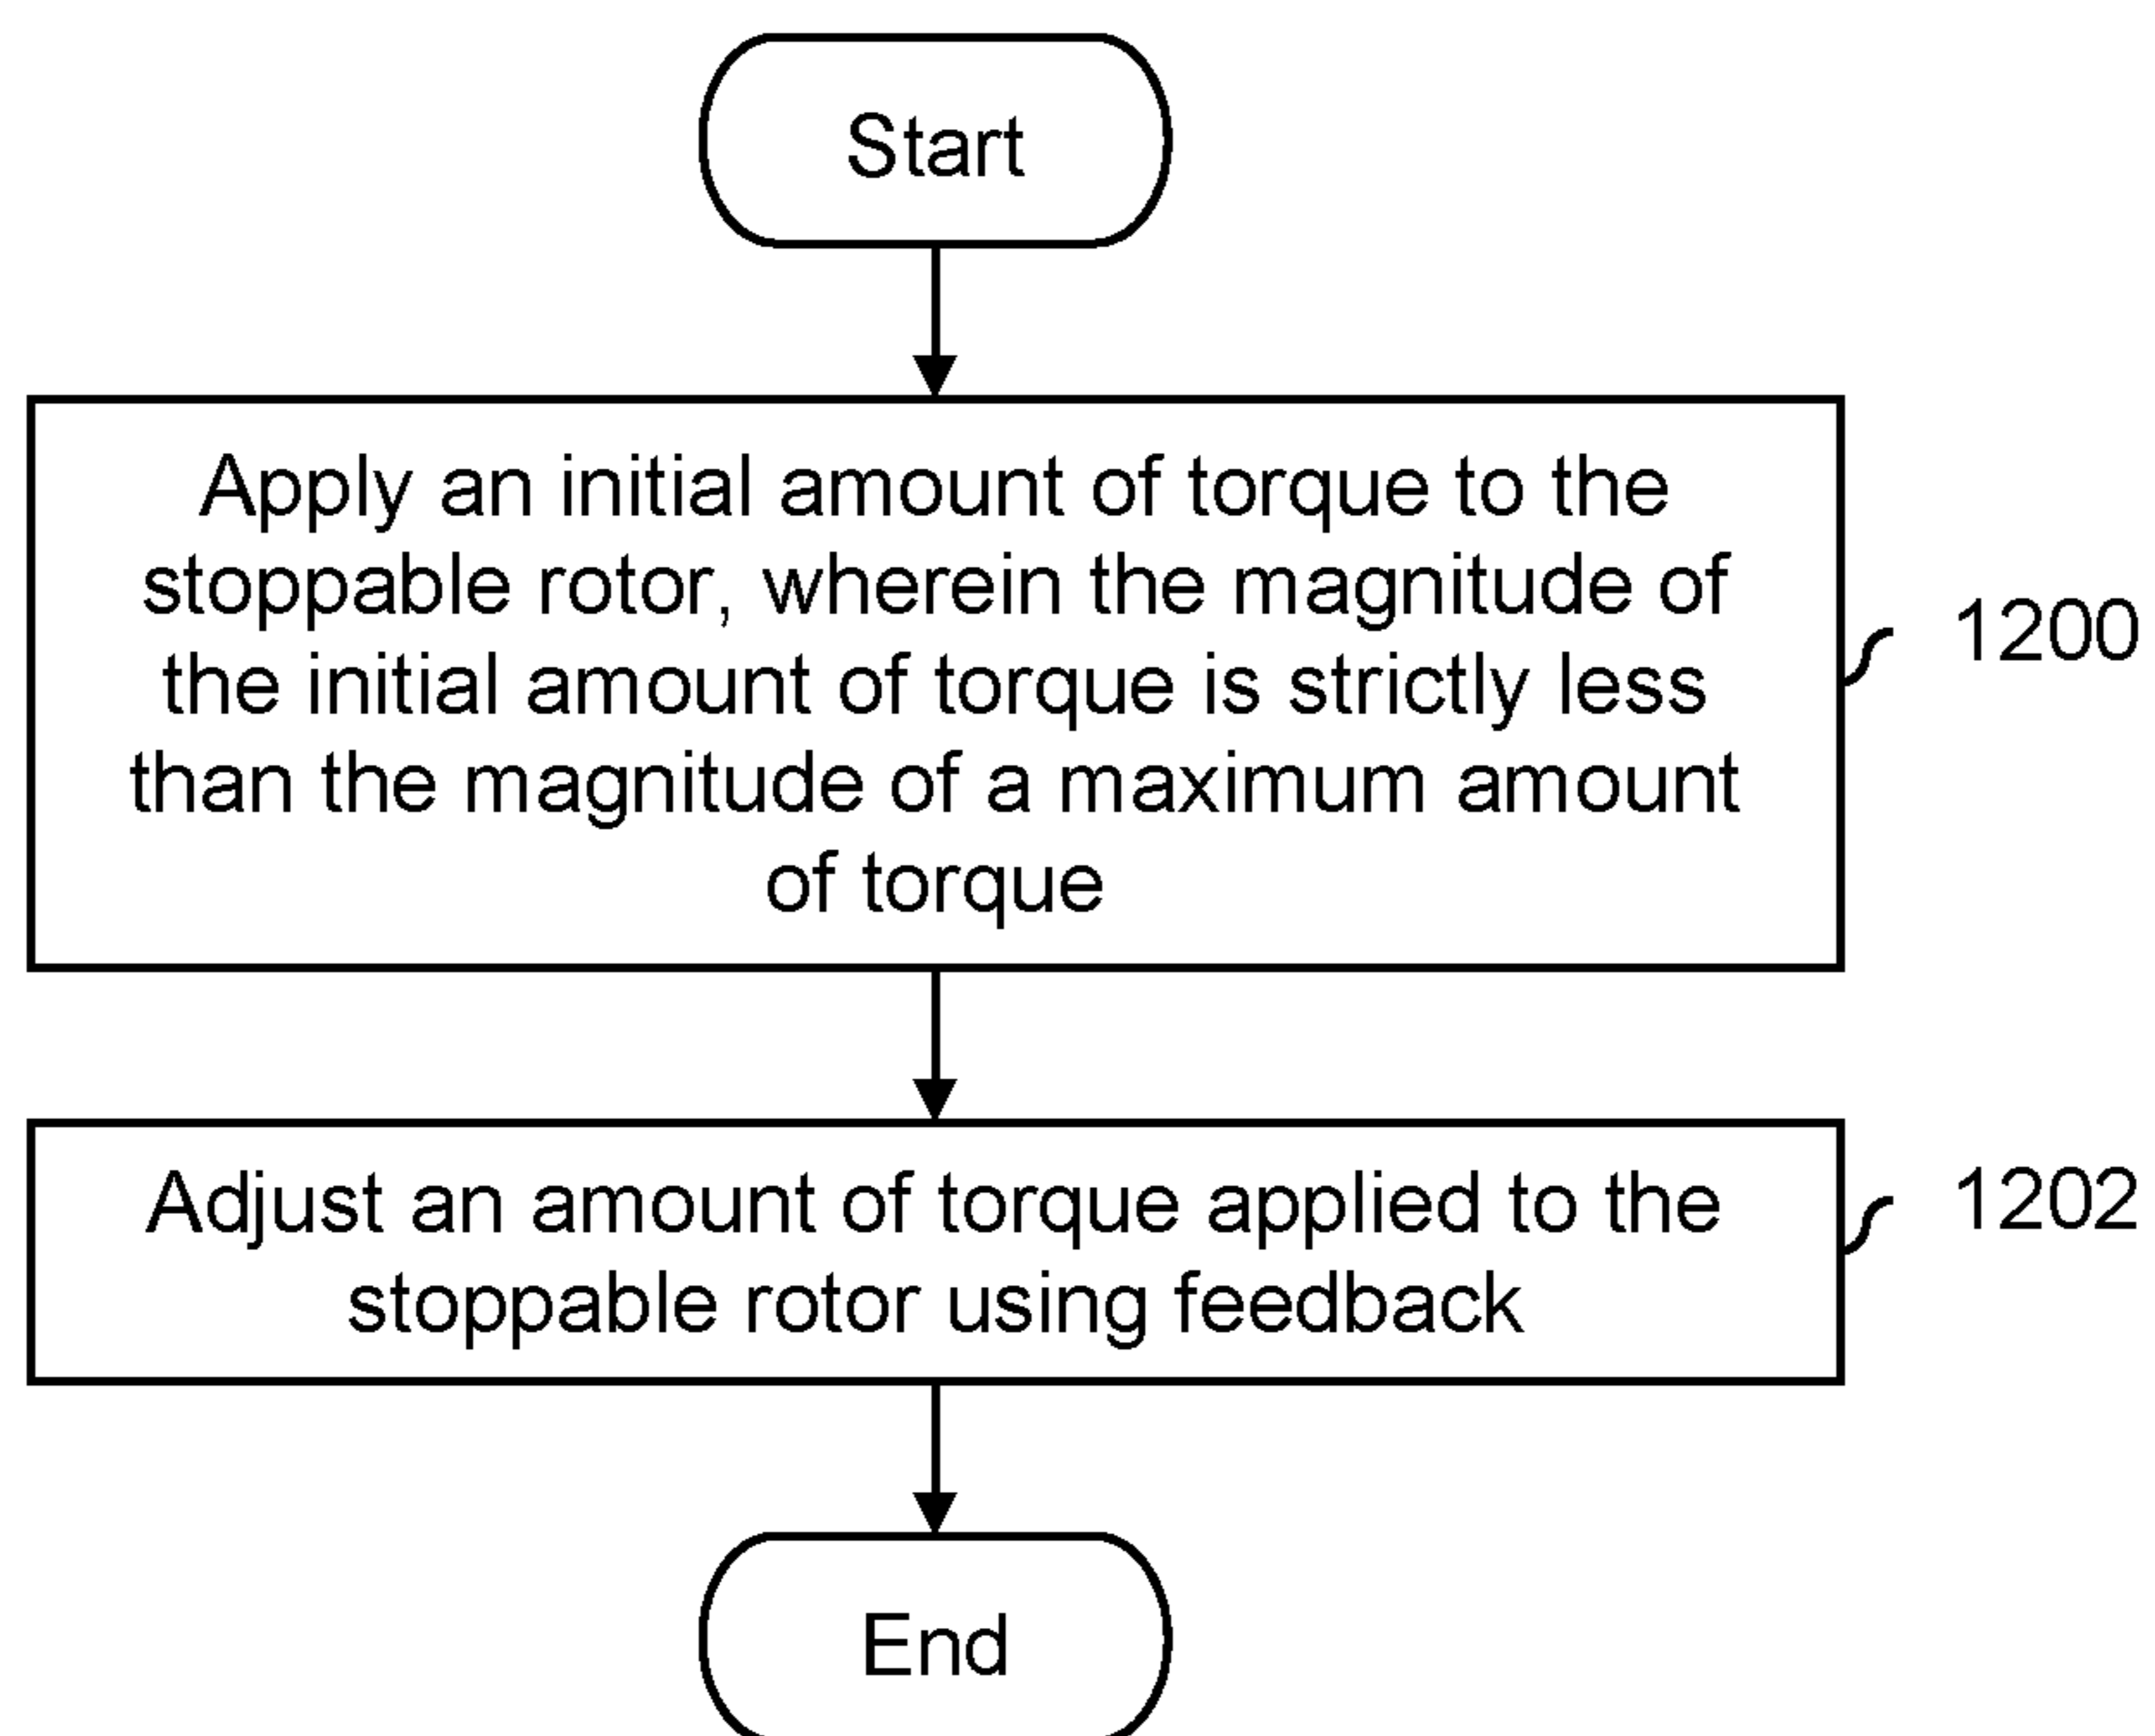 Start
Apply an initial amount of torque to the
stoppable rotor, wherein the magnitude of
the initial amount of torque is strictly less
than the magnitude of a maximum amount
of torque
1200
Adjust an amount of torque applied to the
stoppable rotor using feedback
1202
End